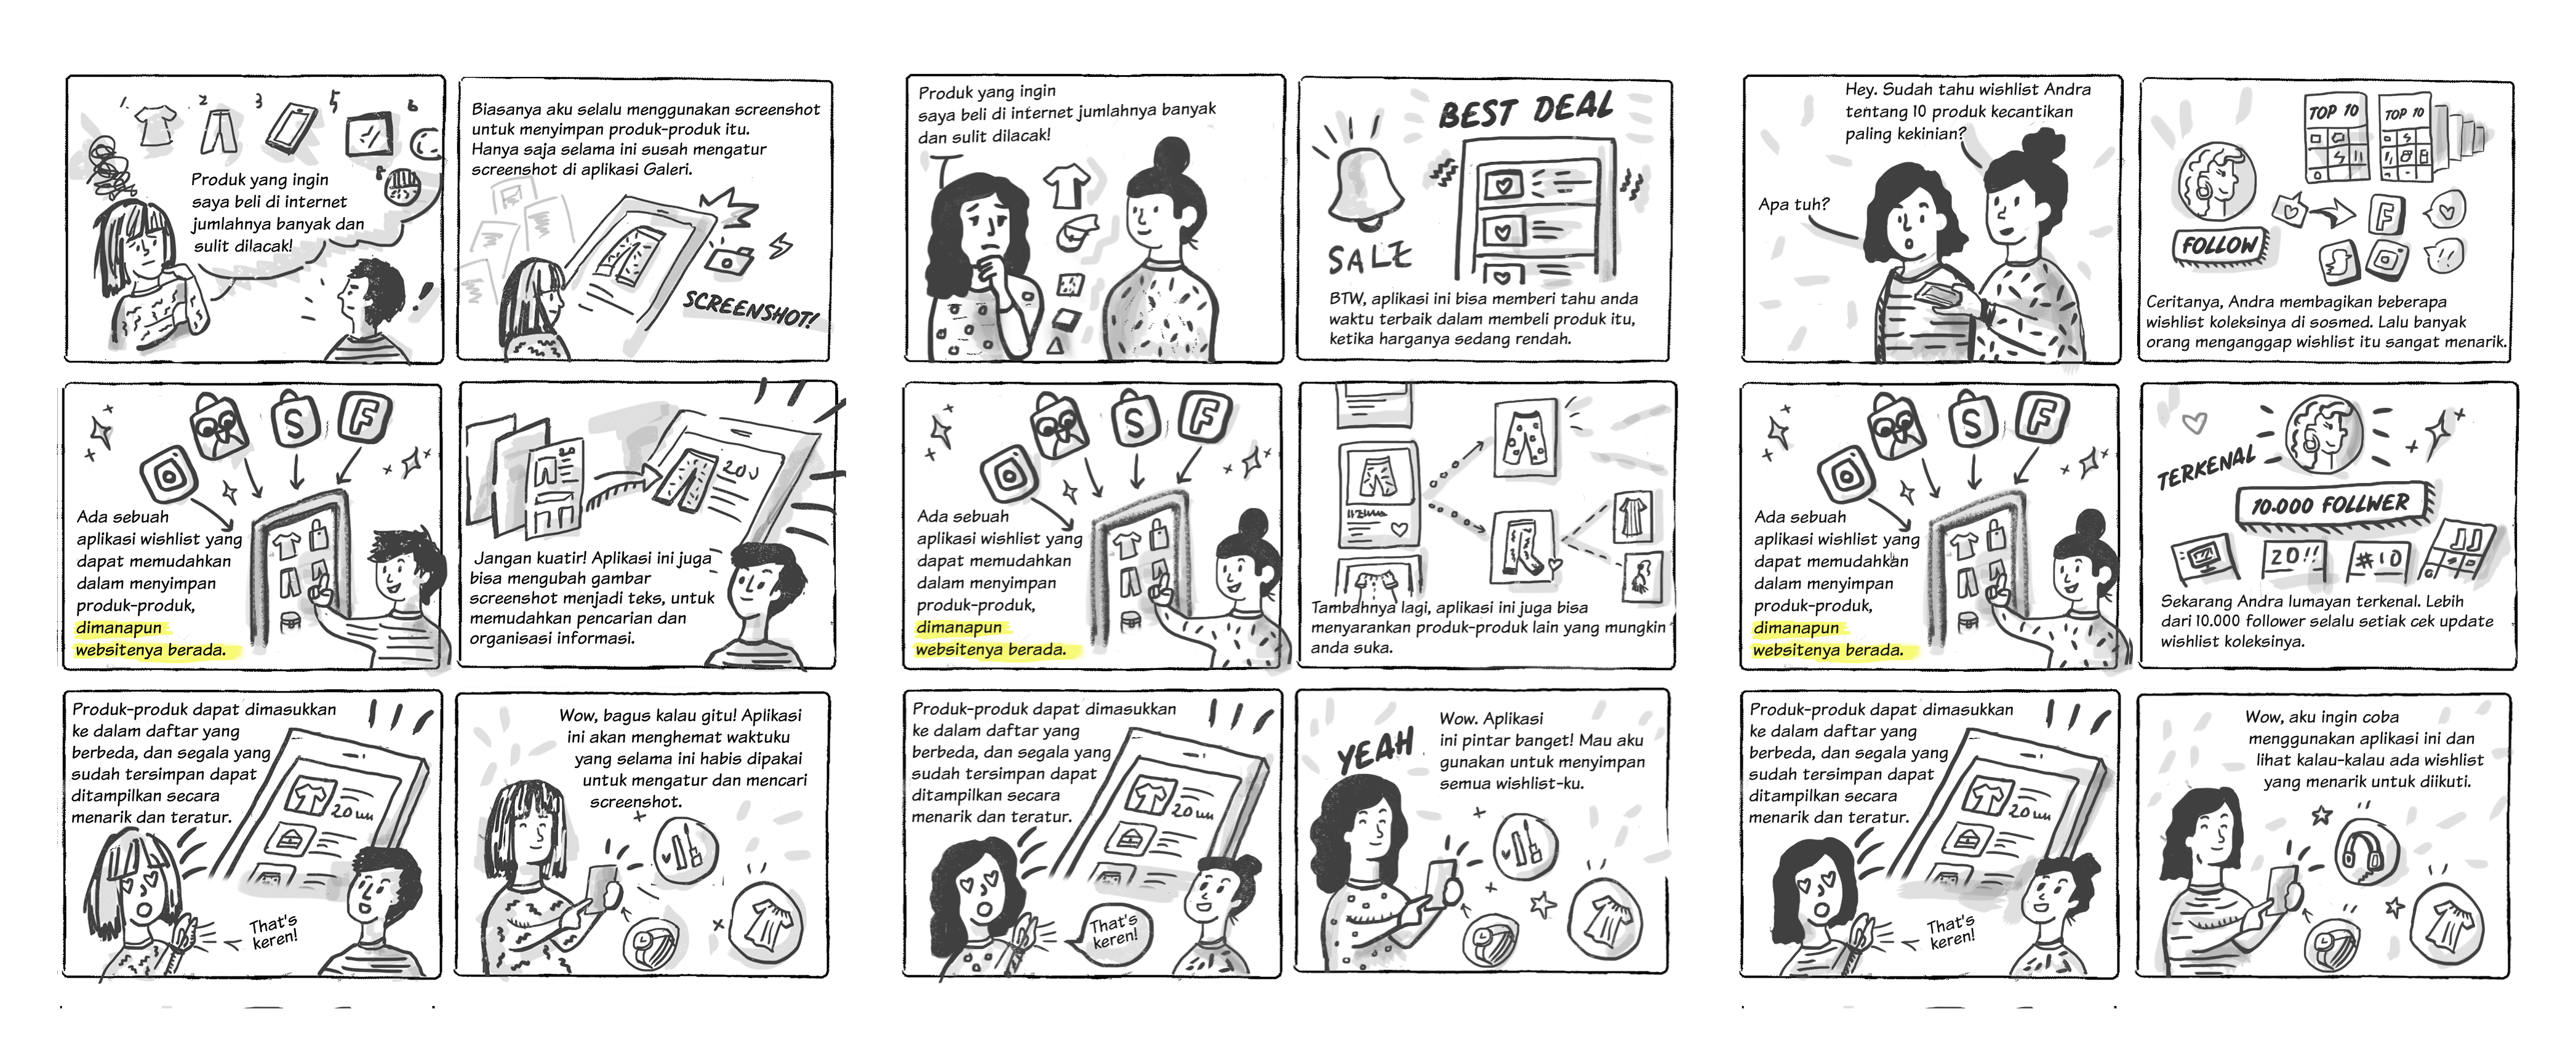 1 2 3 5 6
8
Produk yang ingin
saya beli di internet
jumlahnya banyak dan
sulit dilacak!
S F
Ada sebuah
aplikasi wishlist yang
dapat memudahkan
dalam menyimpan
produk-produk,
dimanapun
websitenya berada.
Produk-produk dapat dimasukkan
ke dalam daftar yang
berbeda, dan segala yang
sudah tersimpan dapat
ditampilkan secara
menarik dan teratur.
20
That's
keren!
Biasanya aku selalu menggunakan screenshot
untuk menyimpan produk-produk itu.
Hanya saja selama ini susah mengatur
screenshot di aplikasi Galeri.
SCREENSHOT!
20
Jangan kuatir! Aplikasi ini juga
bisa mengubah gambar
screenshot menjadi teks, untuk
memudahkan pencarian dan
organisasi informasi.
Wow, bagus kalau gitu! Aplikasi
ini akan menghemat waktuku
yang selama ini habis dipakai
untuk mengatur dan mencari
screenshot.
Produk yang ingin
saya beli di internet jumlahnya banyak
dan sulit dilacak!
S F
Ada sebuah
aplikasi wishlist yang
dapat memudahkan
dalam menyimpan
produk-produk,
dimanapun
websitenya berada.
Produk-produk dapat dimasukkan
ke dalam daftar yang
berbeda, dan segala yang
sudah tersimpan dapat
ditampilkan secara
menarik dan teratur.
20
That's
keren!
BEST DEAL
SALE
BTW, aplikasi ini bisa memberi tahu anda
waktu terbaik dalam membeli produk itu,
ketika harganya sedang rendah.
Tambahnya lagi, aplikasi ini juga bisa
menyarankan produk-produk lain yang mungkin
anda suka.
YEAH
Wow. Aplikasi
ini pintar banget! Mau aku
gunakan untuk menyimpan
semua wishlist-ku.
Hey. Sudah tahu wishlist Andra
tentang 10 produk kecantikan
paling kekinian?
Apa tuh?
S F
Ada sebuah
aplikasi wishlist yang
dapat memudahkan
dalam menyimpan
produk-produk,
dimanapun
websitenya berada.
Produk-produk dapat dimasukkan
ke dalam daftar yang
berbeda, dan segala yang
sudah tersimpan dapat
ditampilkan secara
menarik dan teratur.
20
That's
keren!
TOP 10 TOP 10
F
FOLLOW
Ceritanya, Andra membagikan beberapa
wishlist koleksinya di sosmed. Lalu banyak
orang menganggap wishlist itu sangat menarik.
TERKENAL
10.000 FOLLWER
20!! #10
Sekarang Andra lumayan terkenal. Lebih
dari 10.000 follower selalu setiak cek update
wishlist koleksinya.
Wow, aku ingin coba
menggunakan aplikasi ini dan
lihat kalau-kalau ada wishlist
yang menarik untuk diikuti.